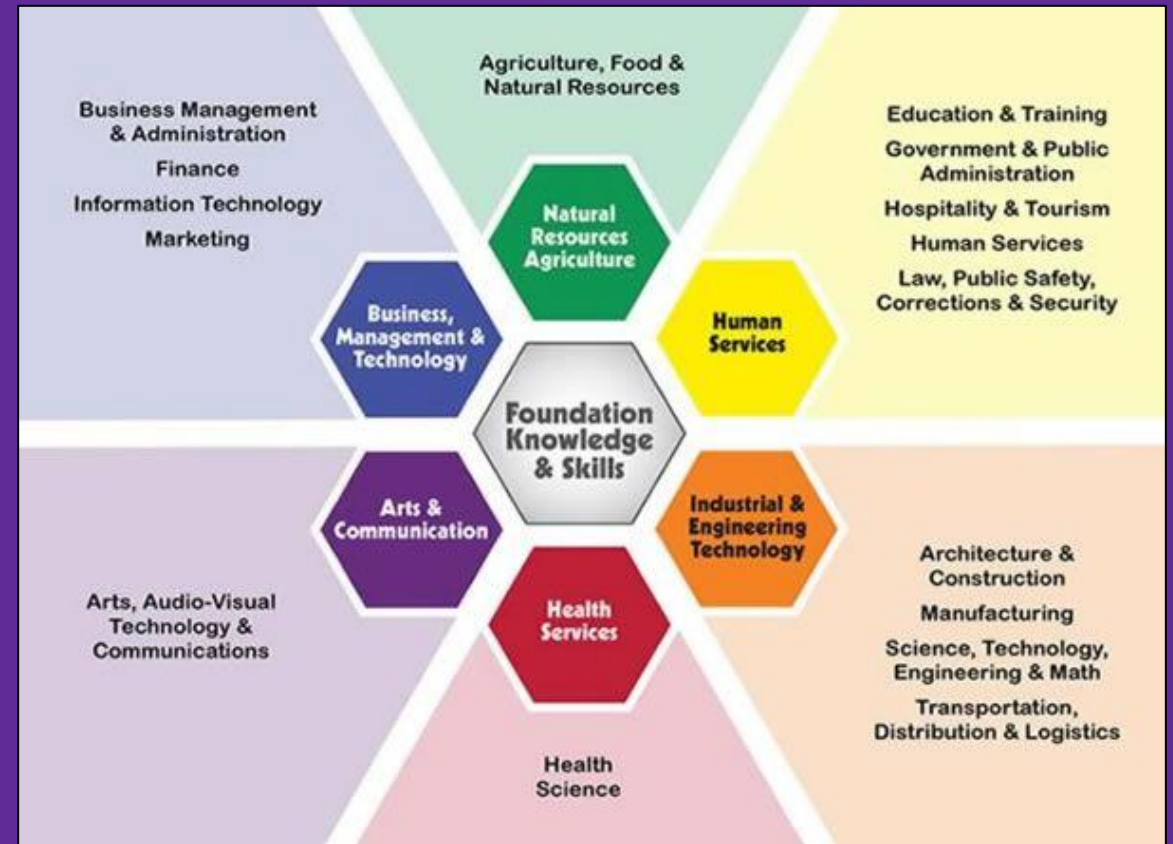 Agriculture, Food &
Natural Resources
Business Management
& Administration
Finance
Information Technology
Marketing
Education & Training
Government & Public
Administration
Hospitality & Tourism
Human Services
Law, Public Safety,
Corrections & Security
Natural
Resources
Agriculture
Business,
Management &
Technology
Human
Services
Foundation
Knowledge
& Skills
Arts &
Communication
Industrial &
Engineering
Technology
Health
Services
Arts, Audio-Visual
Technology &
Communications
Architecture &
Construction
Manufacturing
Science, Technology,
Engineering & Math
Transportation,
Distribution & Logistics
Health
Science